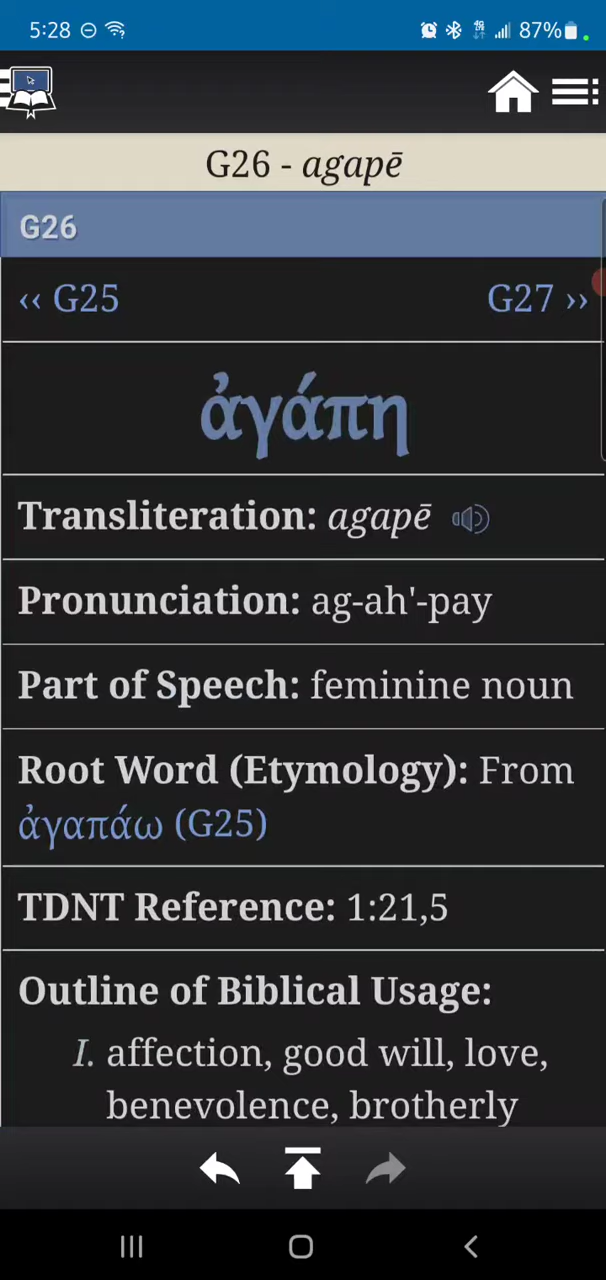 5:28 87%
G26 - agapē
G26
‹‹ G25 G27 ››
ἀγάπη
Transliteration: agapē
Pronunciation: ag-ah'-pay
Part of Speech: feminine noun
Root Word (Etymology): From
ἀγαπάω (G25)
TDNT Reference: 1:21,5
Outline of Biblical Usage:
I. affection, good will, love,
benevolence, brotherly